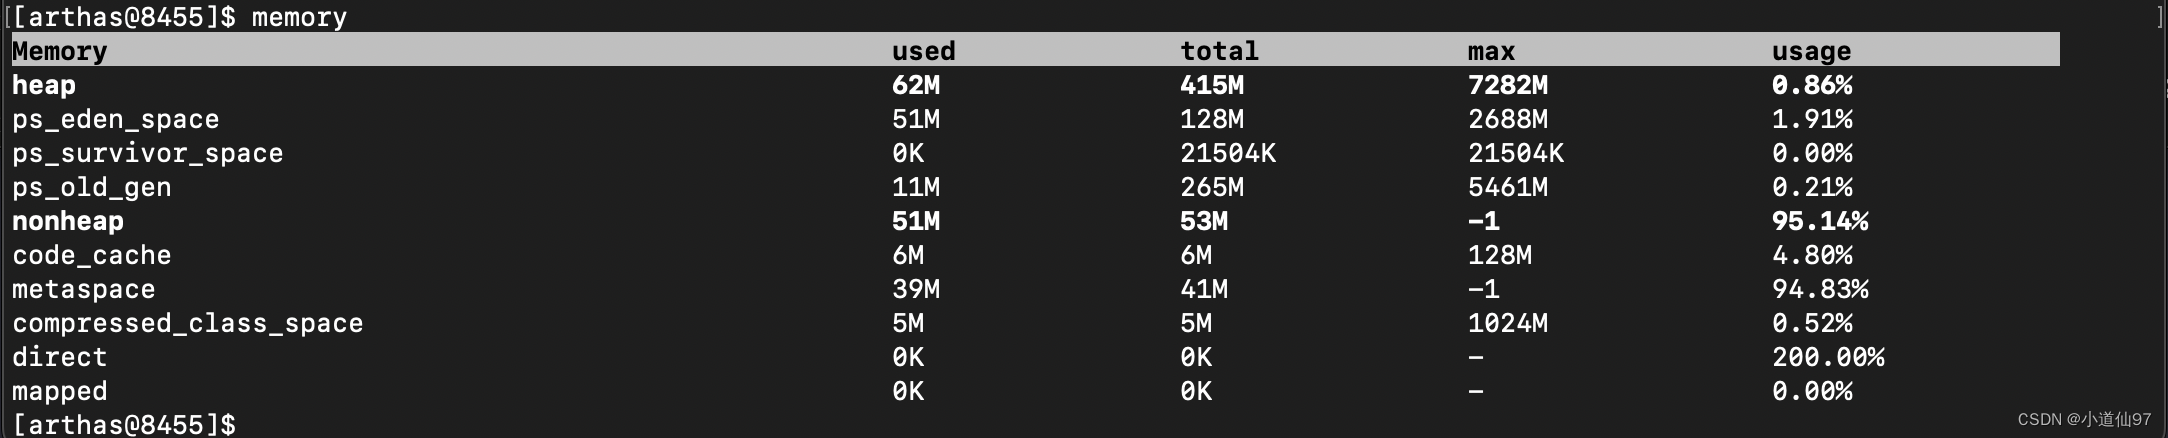 [[arthas@8455]$ memory ]
Memory used total max usage
heap 62M 415M 7282M 0.86%
ps_eden_space 51M 128M 2688M 1.91%
ps_survivor_space 0K 21504K 21504K 0.00%
ps_old_gen 11M 265M 5461M 0.21%
nonheap 51M 53M -1 95.14%
code_cache 6M 6M 128M 4.80%
metaspace 39M 41M -1 94.83%
compressed_class_space 5M 5M 1024M 0.52%
direct 0K 0K - 200.00%
mapped 0K 0K - 0.00%
[arthas@8455]$
CSDN @小道仙97